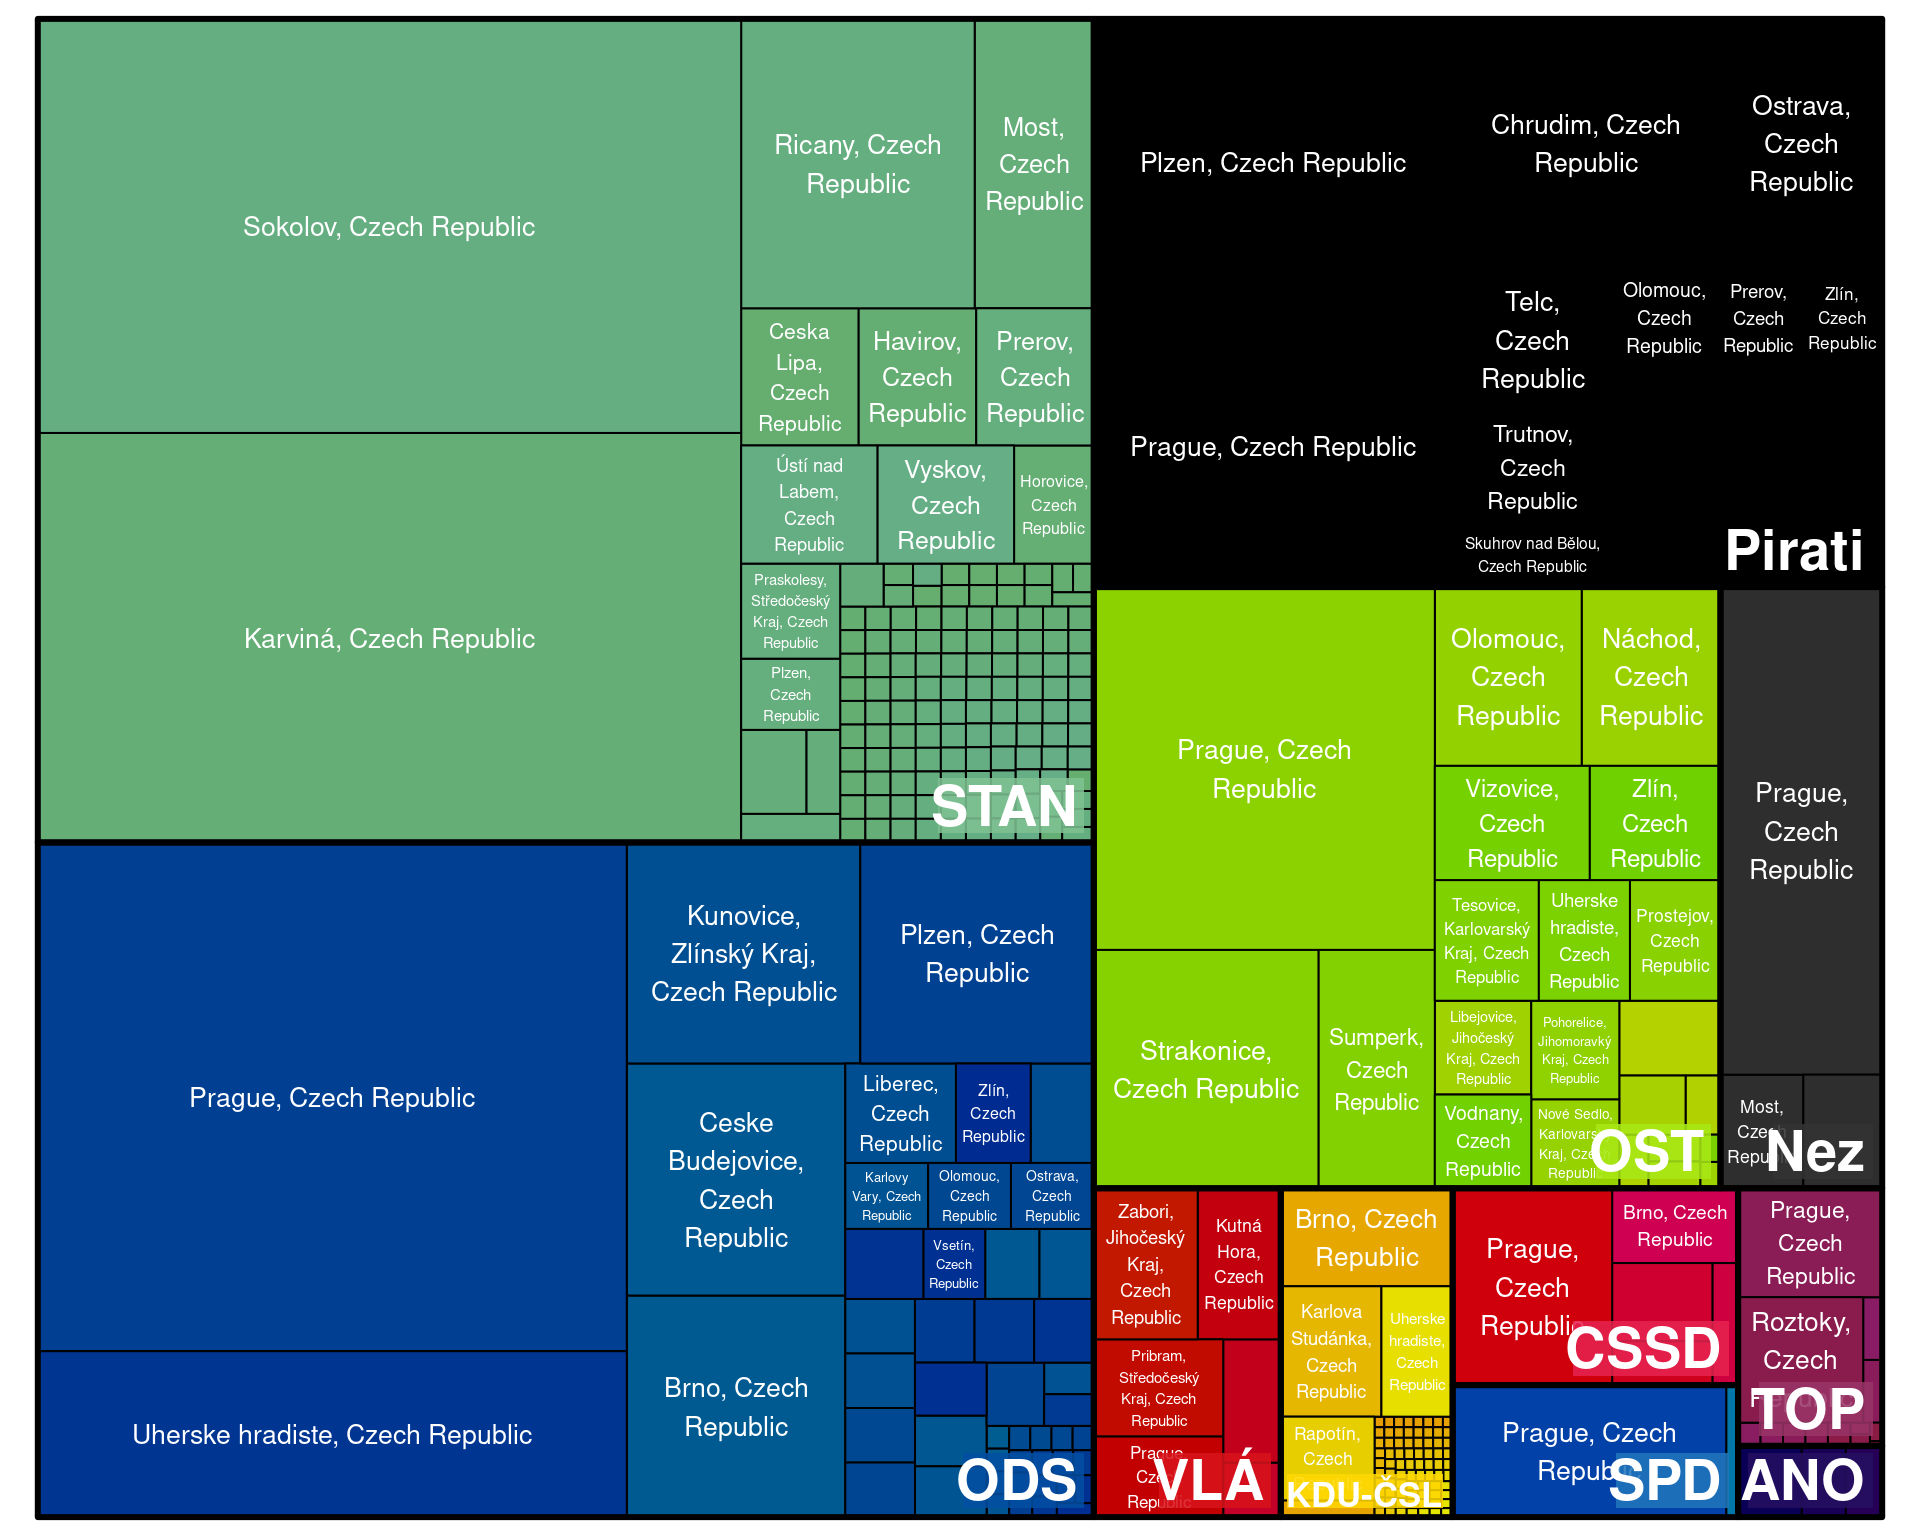 Sokolov, Czech Republic
Karviná, Czech Republic
Ricany, Czech
Republic
Most,
Czech
Republic
Ceska
Lipa,
Czech
Republic
Havirov,
Czech
Republic
Prerov,
Czech
Republic
Ústí nad
Labem,
Czech
Republic
Vyskov,
Czech
Republic
Horovice,
Czech
Republic
Praskolesy,
Středočeský
Kraj, Czech
Republic
Plzen,
Czech
Republic
STAN
Prague, Czech Republic
Uherske hradiste, Czech Republic
Kunovice,
Zlínský Kraj,
Czech Republic
Plzen, Czech
Republic
Ceske
Budejovice,
Czech
Republic
Brno, Czech
Republic
Liberec,
Czech
Republic
Zlín,
Czech
Republic
Karlovy
Vary, Czech
Republic
Olomouc,
Czech
Republic
Ostrava,
Czech
Republic
Vsetín,
Czech
Republic
ODS
Plzen, Czech Republic
Prague, Czech Republic
Chrudim, Czech
Republic
Ostrava,
Czech
Republic
Telc,
Czech
Republic
Olomouc,
Czech
Republic
Prerov,
Czech
Republic
Zlín,
Czech
Republic
Trutnov,
Czech
Republic
Skuhrov nad Bělou,
Czech Republic
Pirati
Prague, Czech
Republic
Strakonice,
Czech Republic
Sumperk,
Czech
Republic
Olomouc,
Czech
Republic
Náchod,
Czech
Republic
Vizovice,
Czech
Republic
Zlín,
Czech
Republic
Tesovice,
Karlovarský
Kraj, Czech
Republic
Uherske
hradiste,
Czech
Republic
Prostejov,
Czech
Republic
Libejovice,
Jihočeský
Kraj, Czech
Republic
Pohorelice,
Jihomoravký
Kraj, Czech
Republic
Vodnany,
Czech
Republic
Nové Sedlo,
Kraj,
OST
Prague,
Czech
Republic
Most,
Nez
Zabori,
Jihočeský
Kraj,
Czech
Republic
Kutná
Hora,
Czech
Republic
Pribram,
Středočeský
Kraj, Czech
Republic
Prague,
VLÁ
Brno, Czech
Republic
Karlova
Studánka,
Czech
Republic
Uherske
hradiste,
Czech
Republic
Rapotín,
Czech
KDU-ČSL
Prague,
Czech
Republic
Brno, Czech
Republic
CSSD
Prague, Czech
SPD
Prague,
Czech
Republic
Roztoky,
Czech
TOP
ANO